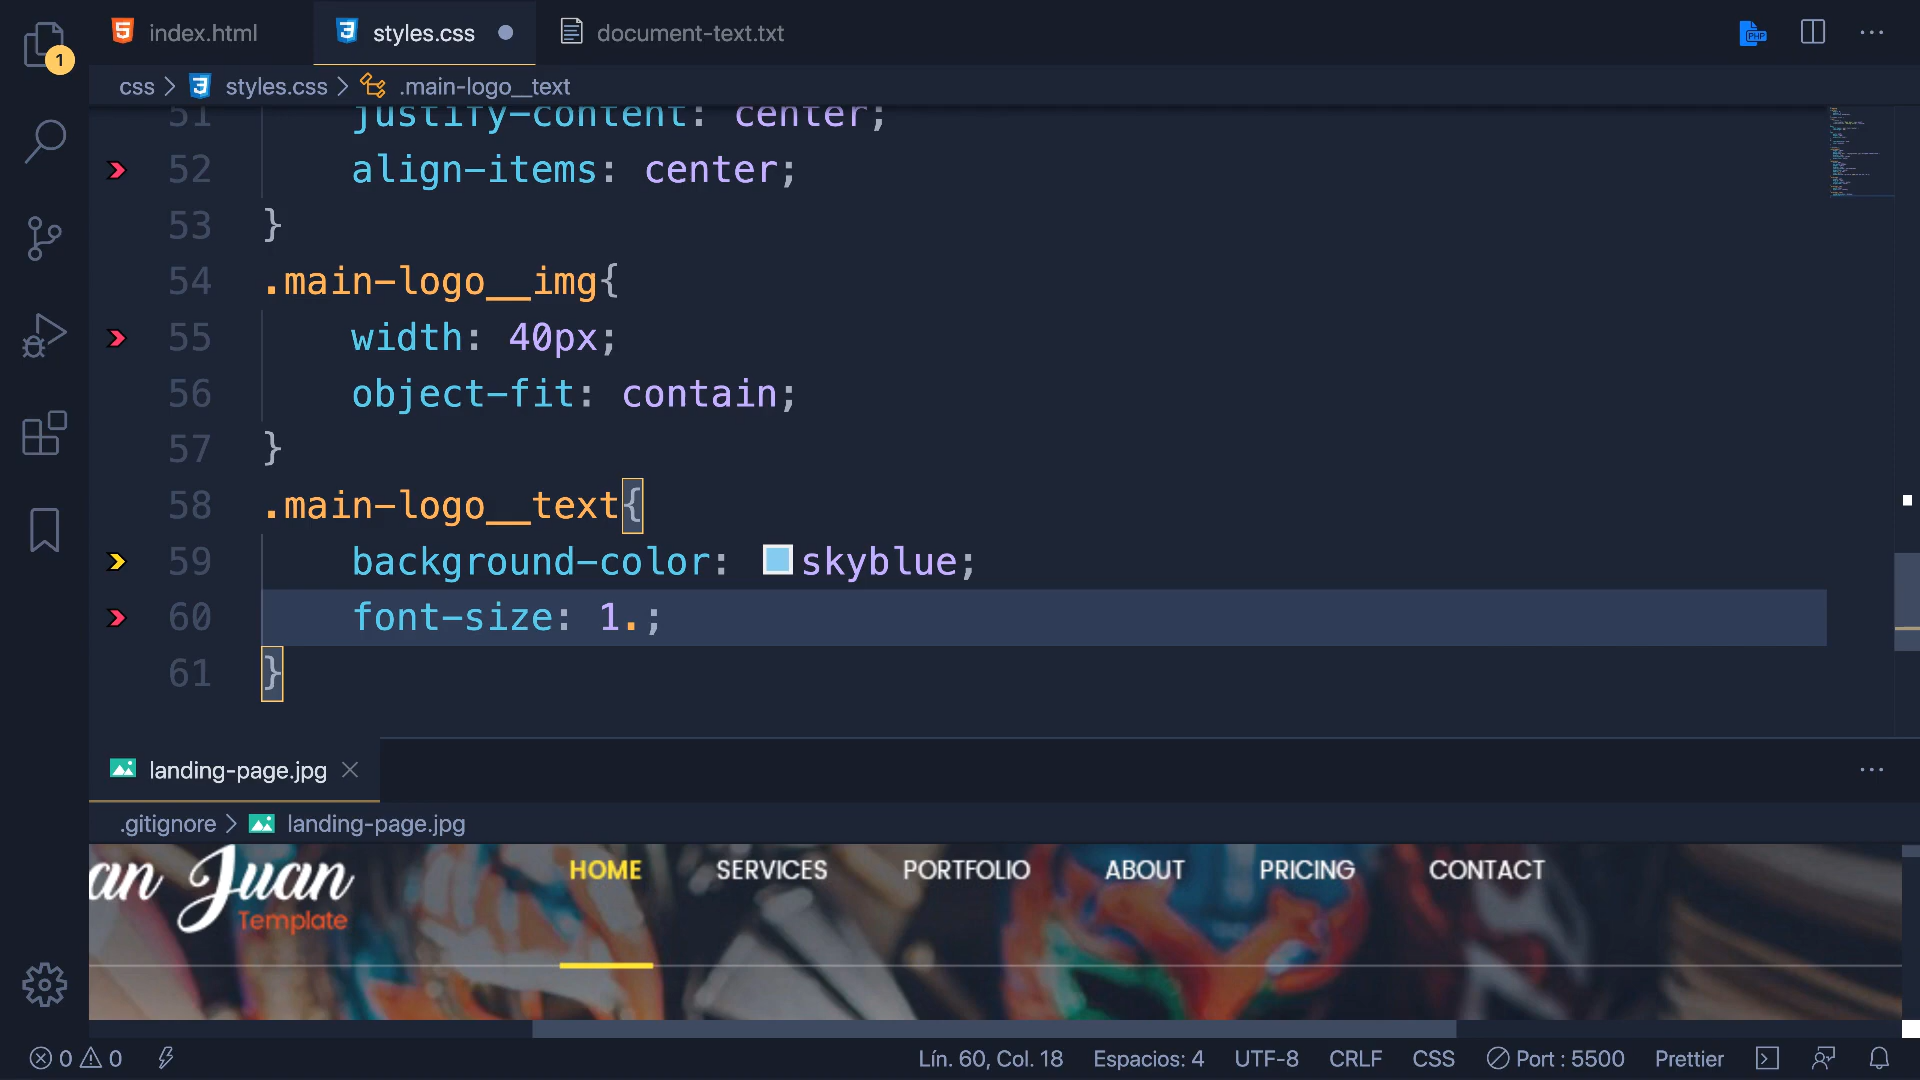 index.html
styles.css
document-text.txt
css > styles.css > .main-logo__text
1
51 justify-content: center;
52 align-items: center;
53 }
54 .main-logo__img{
55 width: 40px;
56 object-fit: contain;
57 }
58 .main-logo__text{
59 background-color: skyblue;
60 font-size: 1.;
61 }
landing-page.jpg
.gitignore > landing-page.jpg
an Juan
Template
HOME SERVICES PORTFOLIO ABOUT PRICING CONTACT
0 0 Lín. 60, Col. 18 Espacios: 4 UTF-8 CRLF CSS Port : 5500 Prettier